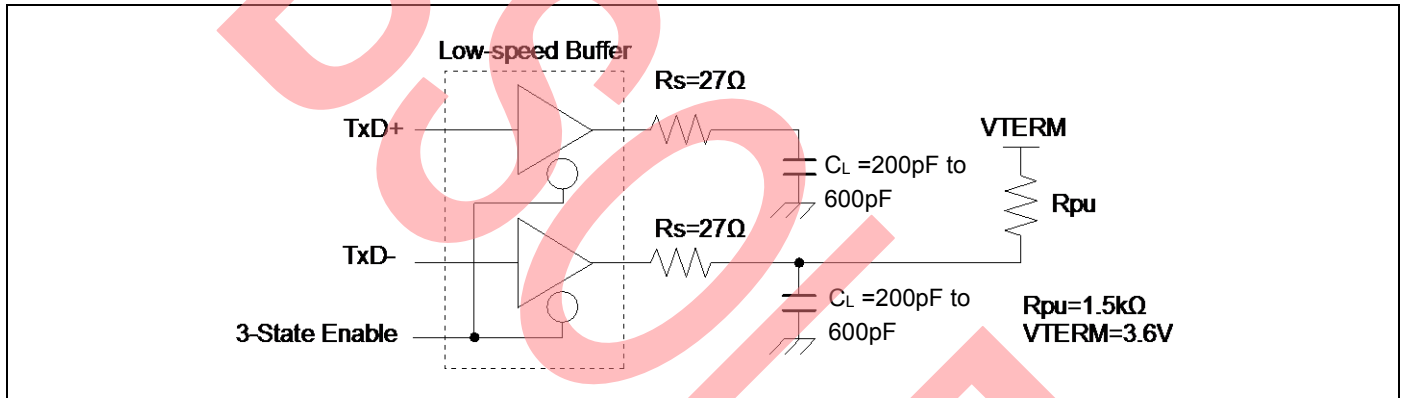 Low-speed Buffer
Rs=27Ω
TxD+
VTERM
CL =200pF to
600pF
Rpu
Rs=27Ω
TxD-
CL =200pF to
600pF
Rpu=1.5kΩ
VTERM=3.6V
3-State Enable